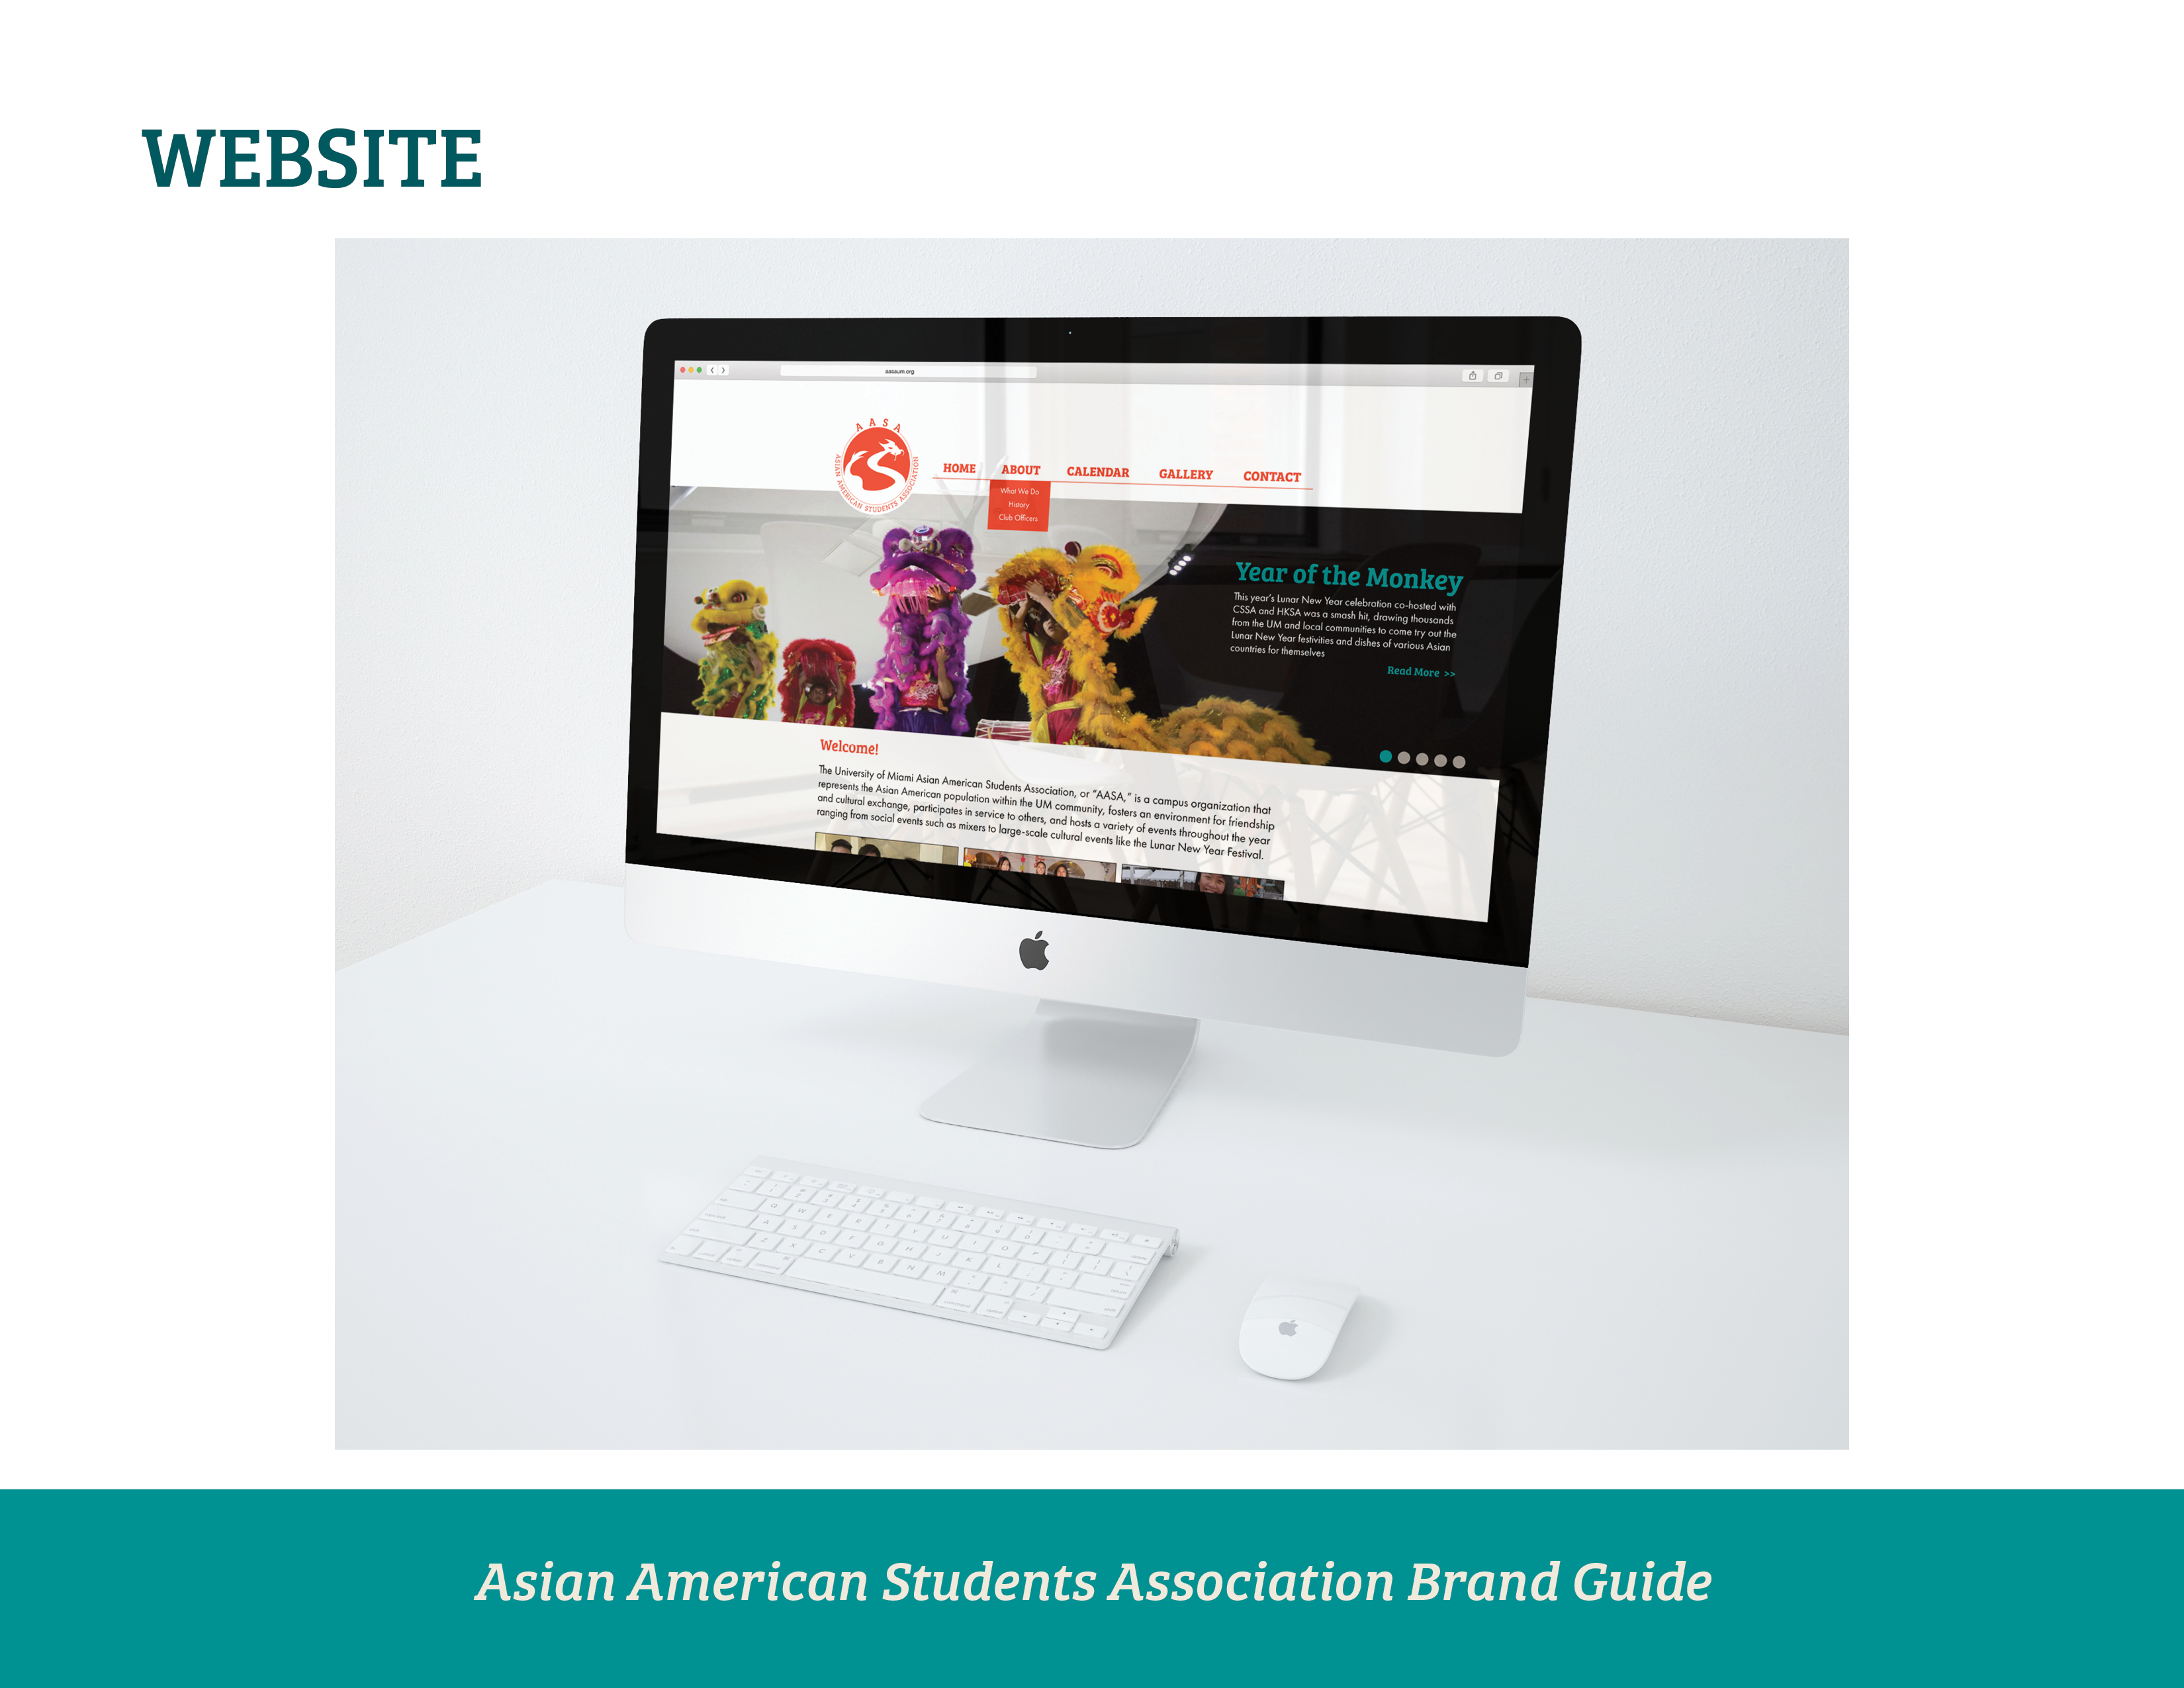 WEBSITE
aasaum.org
AASA
ASIAN AMERICAN STUDENTS ASSOCIATION
HOME ABOUT CALENDAR GALLERY CONTACT
What We Do
History
Club Officers
Year of the Monkey
This year's Lunar New Year celebration co-hosted with
CSSA and HKSA was a smash hit, drawing thousands
from the UM and local communities to come try out the
Lunar New Year festivities and dishes of various Asian
countries for themselves
Read More >>
Welcome!
The University of Miami Asian American Students Association, or “AASA,” is a campus organization that
represents the Asian American population within the UM community, fosters an environment for friendship
and cultural exchange, participates in service to others, and hosts a variety of events throughout the year
ranging from social events such as mixers to large-scale cultural events like the Lunar New Year Festival.
Q W E R T Y U I O P
A S D F G H J K L
Z X C V B N M
Asian American Students Association Brand Guide